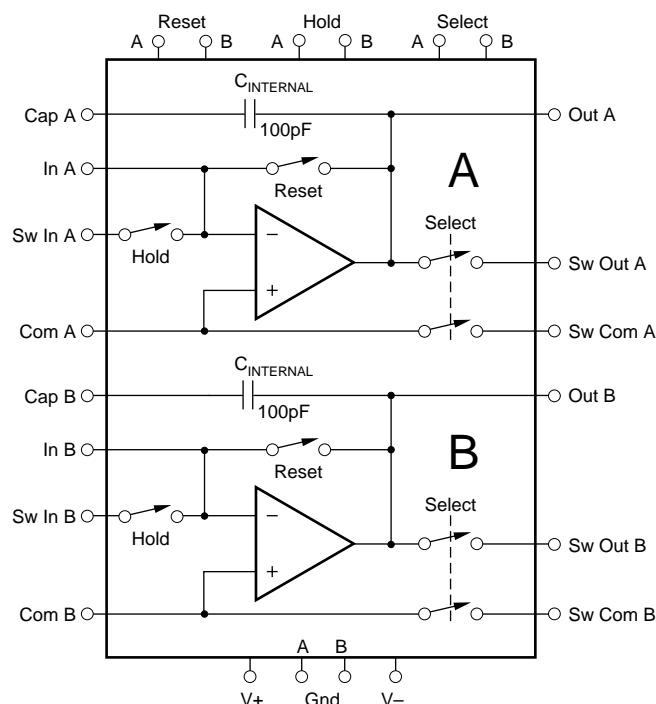 Reset Hold Select
A B A B A B
C_INTERNAL
Cap A 100pF Out A
In A A
Reset
Select
Sw In A −
Hold Sw Out A
+
Com A Sw Com A
C_INTERNAL
Cap B 100pF Out B
In B B
Reset
Select
Sw In B −
Hold Sw Out B
+
Com B Sw Com B
A B
V+ Gnd V−